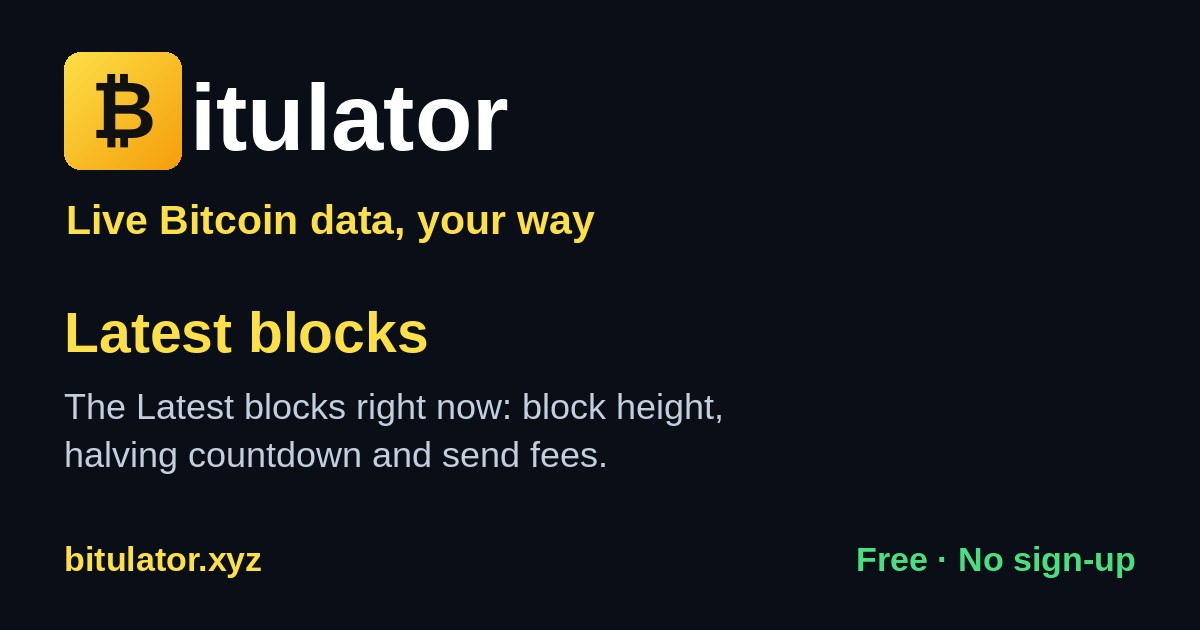 ₿itulator
Live Bitcoin data, your way
Latest blocks
The Latest blocks right now: block height,
halving countdown and send fees.
bitulator.xyz
Free · No sign-up